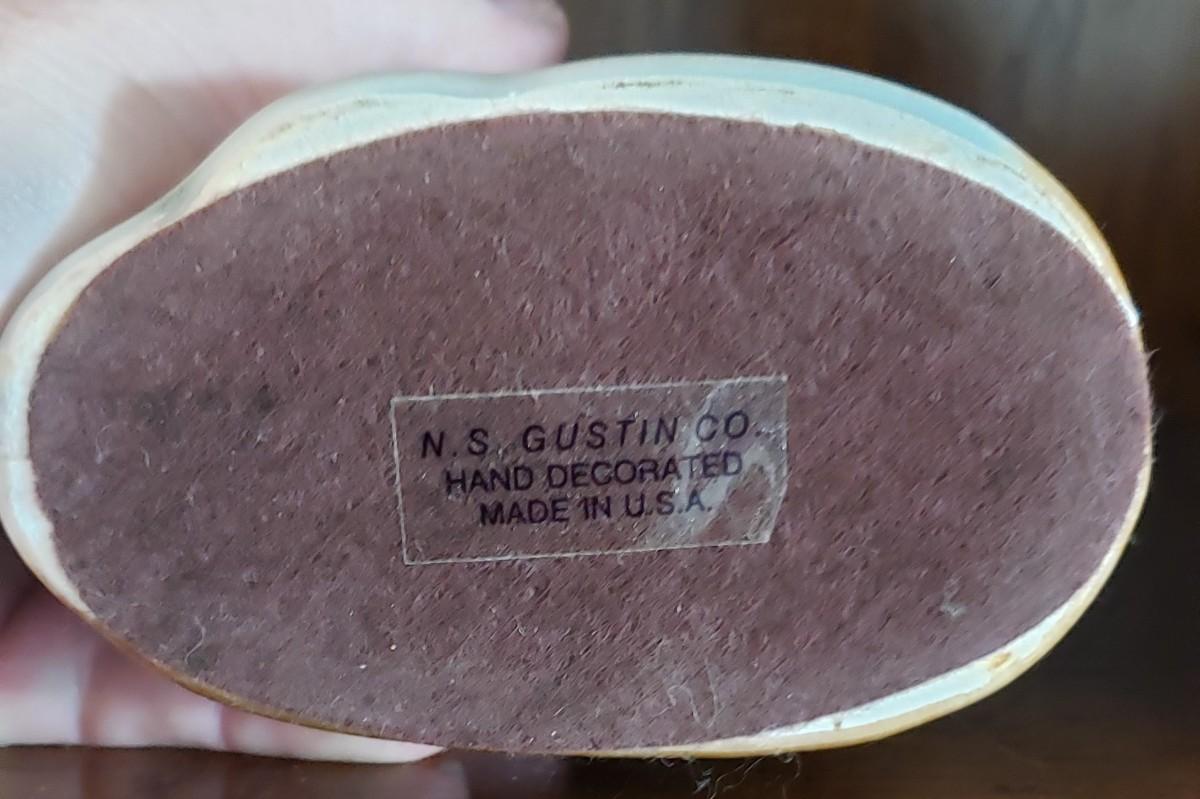 N.S. GUSTIN CO.
HAND DECORATED
MADE IN U.S.A.